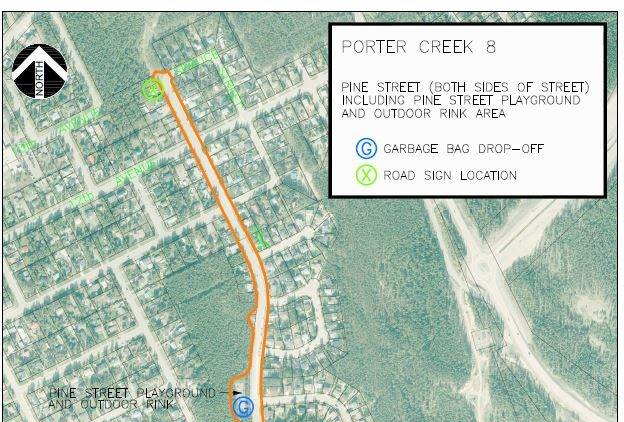 PORTER CREEK 8
PINE STREET (BOTH SIDES OF STREET)
INCLUDING PINE STREET PLAYGROUND
AND OUTDOOR RINK AREA
G GARBAGE BAG DROP-OFF
X ROAD SIGN LOCATION
NORTH
X
AVENUE
PINE STREET PLAYGROUND
AND OUTDOOR RINK
G